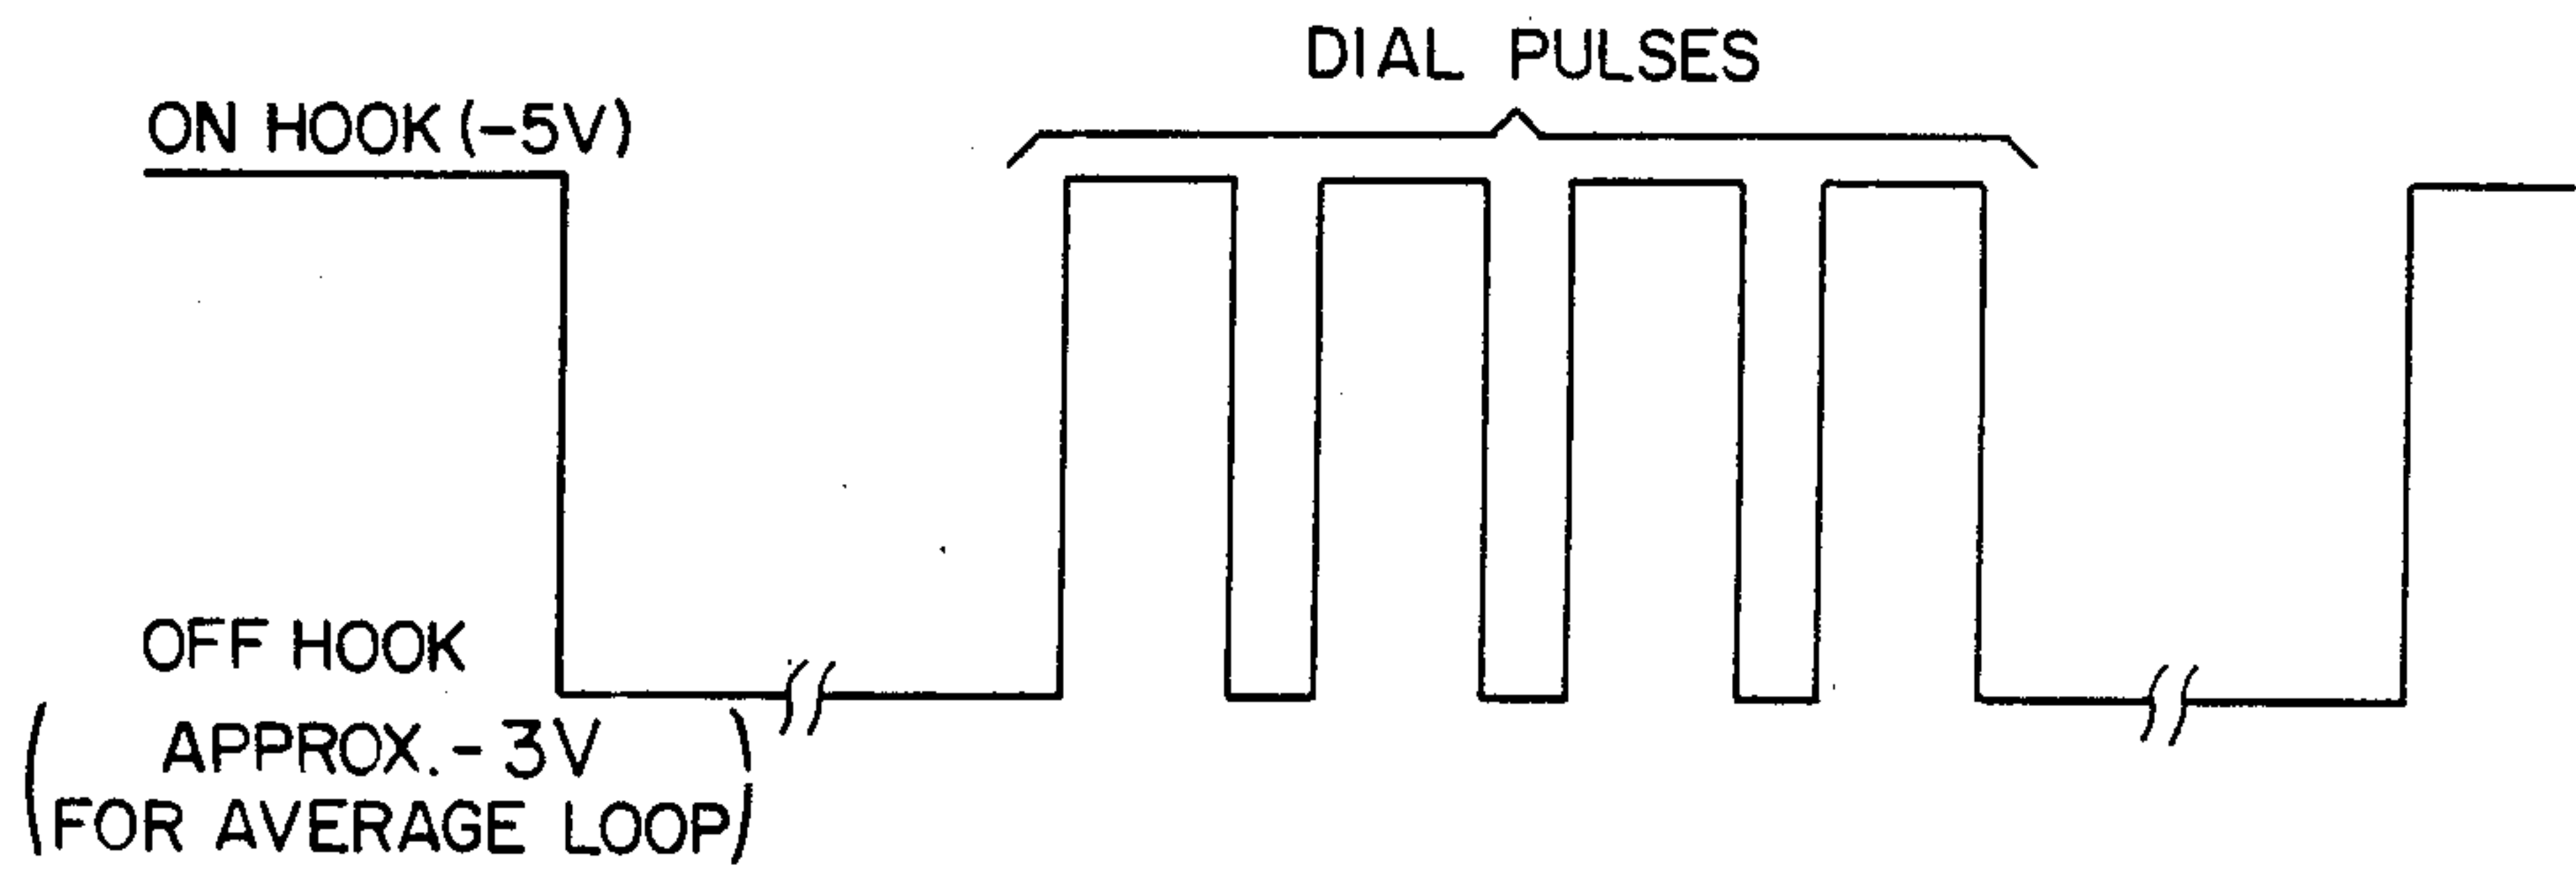 DIAL PULSES
ON HOOK (-5V)
OFF HOOK
(APPROX. -3V
FOR AVERAGE LOOP)